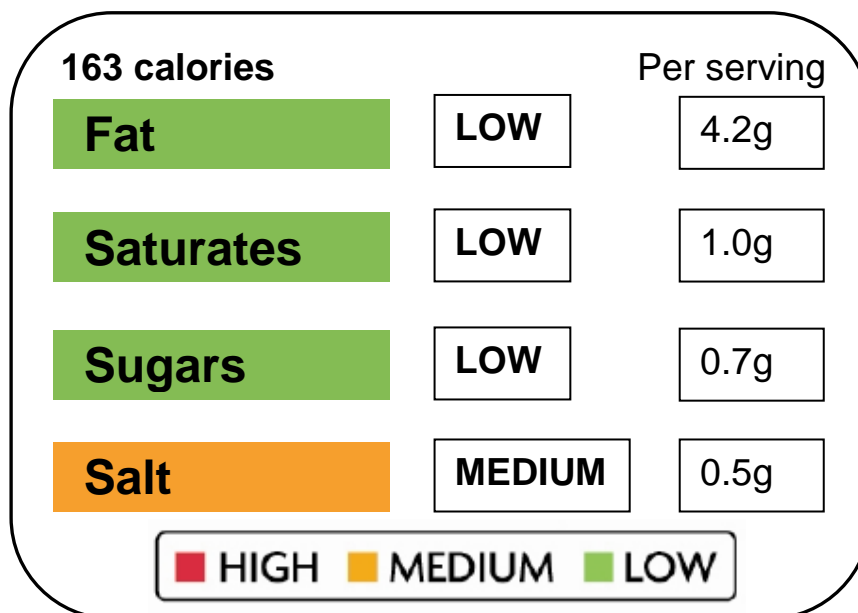 163 calories Per serving
Fat LOW 4.2g
Saturates LOW 1.0g
Sugars LOW 0.7g
Salt MEDIUM 0.5g
HIGH MEDIUM LOW